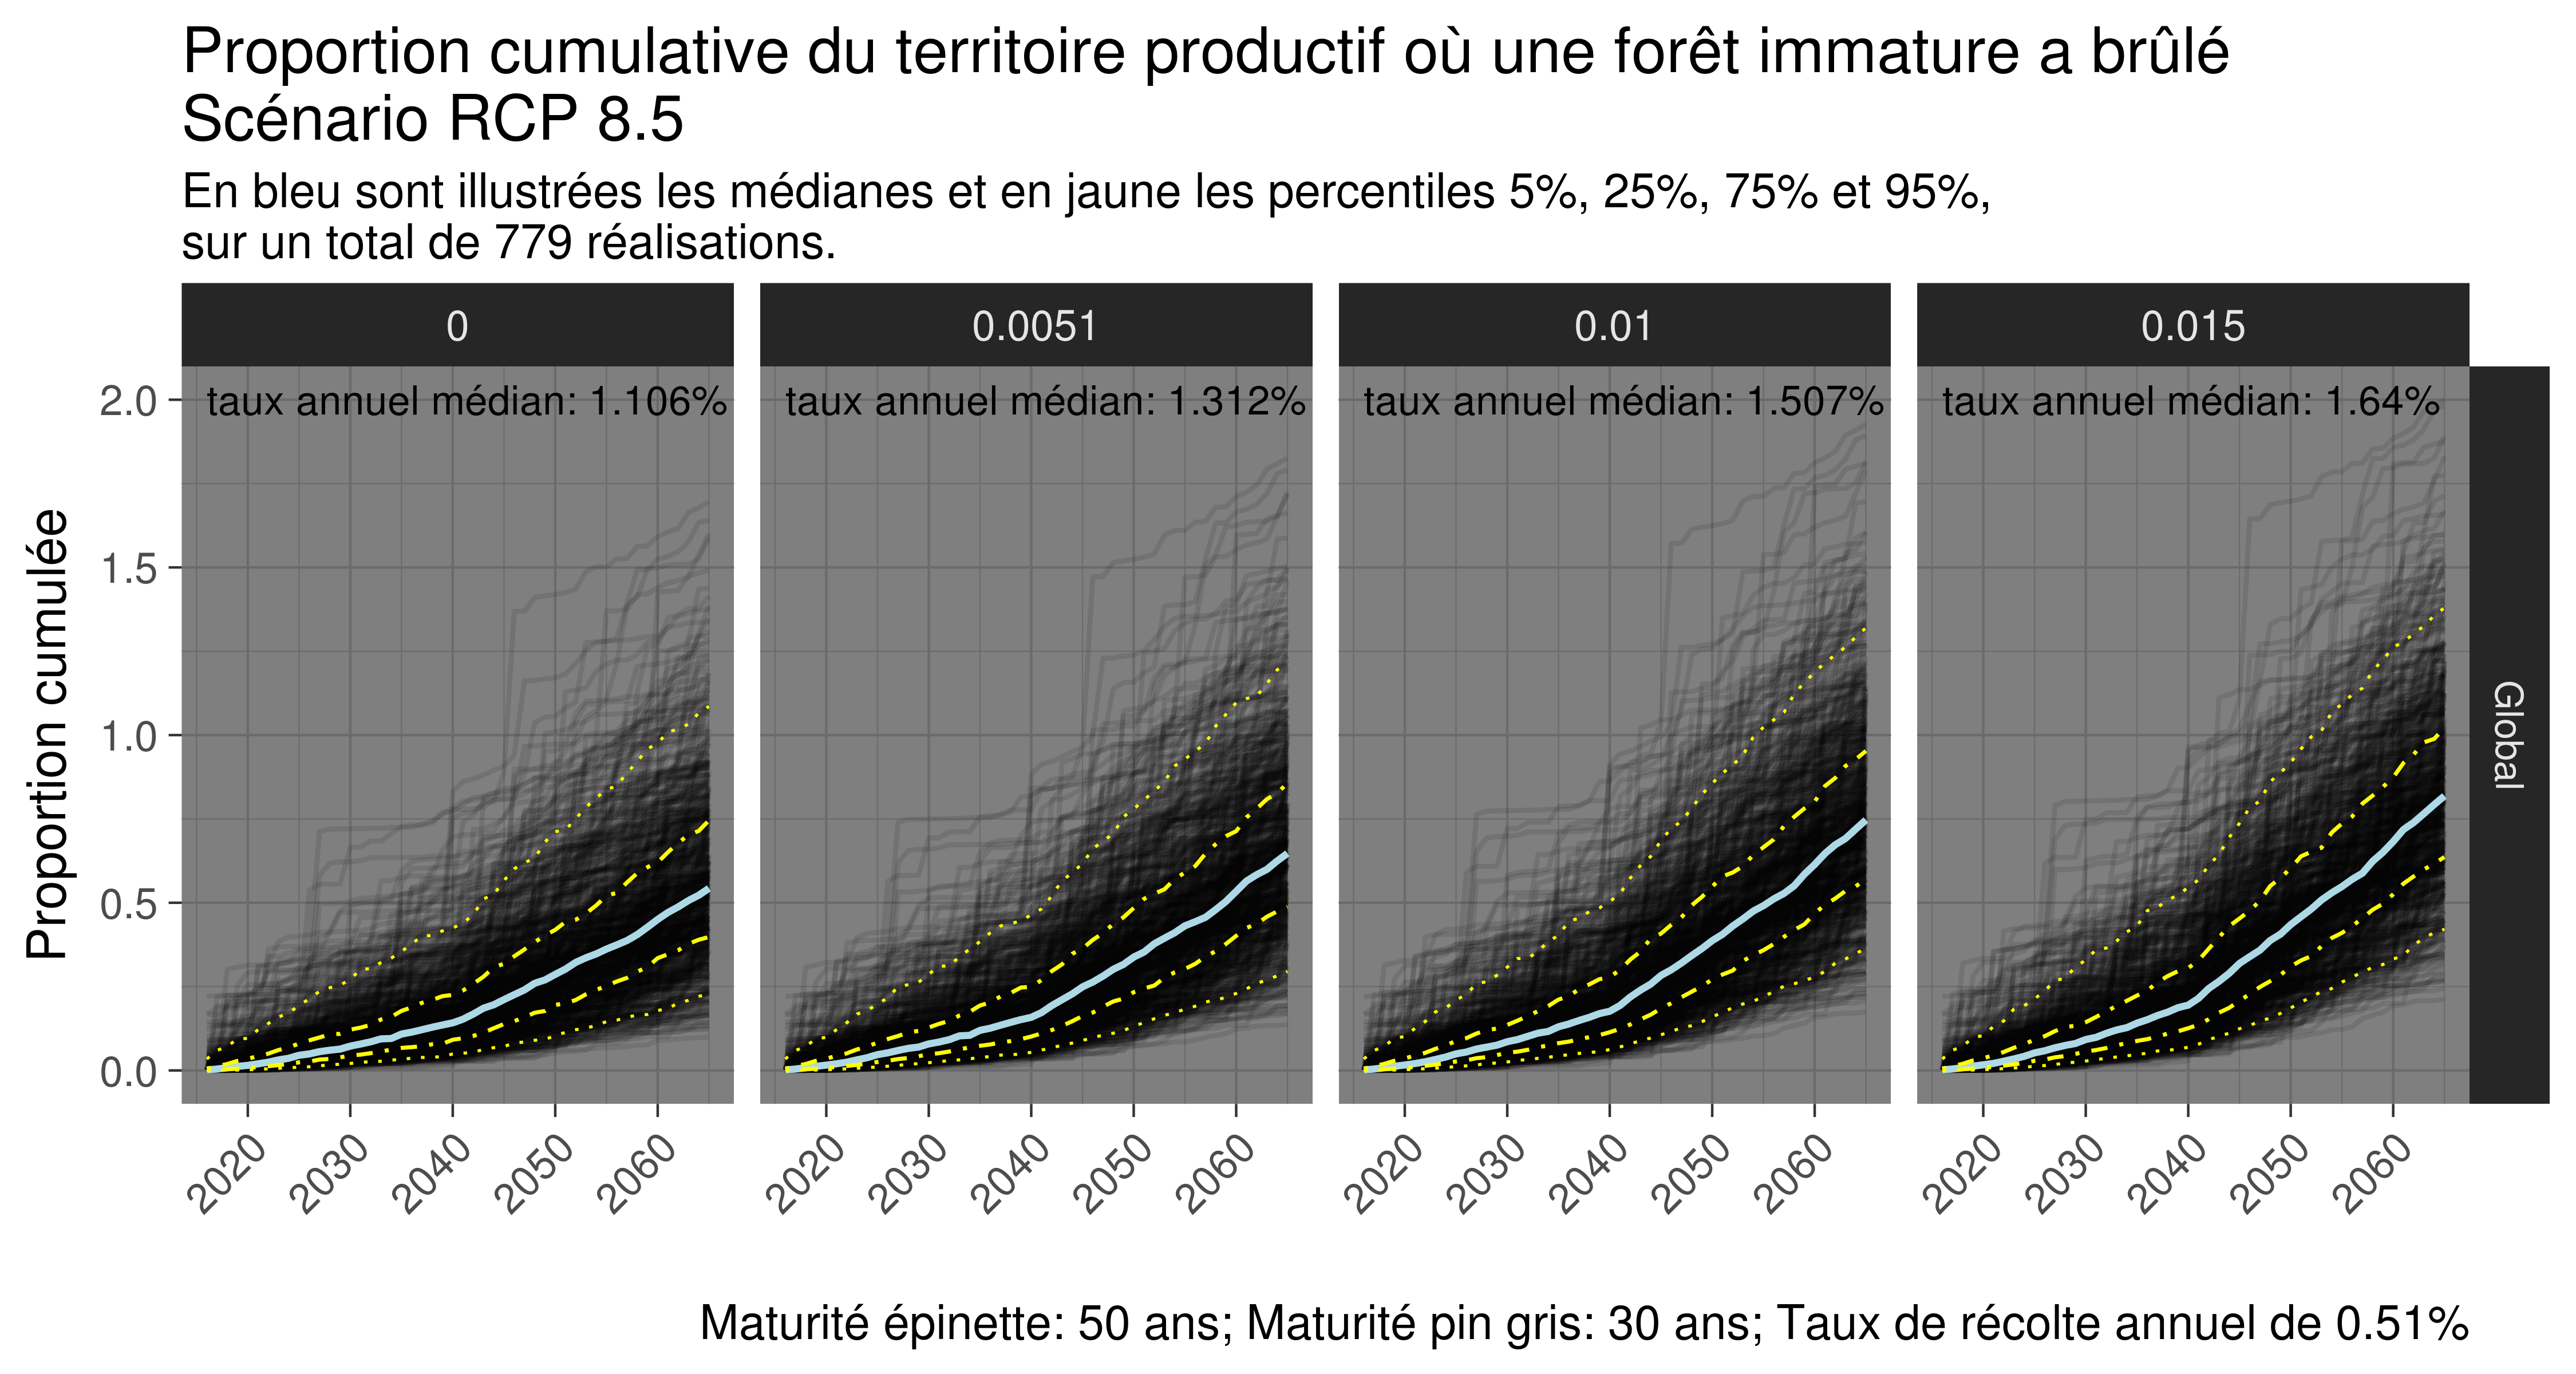 Proportion cumulative du territoire productif où une forêt immature a brûlé
Scénario RCP 8.5
En bleu sont illustrées les médianes et en jaune les percentiles 5%, 25%, 75% et 95%,
sur un total de 779 réalisations.
0
0.0051
0.01
0.015
taux annuel médian: 1.106%
taux annuel médian: 1.312%
taux annuel médian: 1.507%
taux annuel médian: 1.64%
Global
Proportion cumulée
2.0
1.5
1.0
0.5
0.0
2020 2030 2040 2050 2060
2020 2030 2040 2050 2060
2020 2030 2040 2050 2060
2020 2030 2040 2050 2060
Maturité épinette: 50 ans; Maturité pin gris: 30 ans; Taux de récolte annuel de 0.51%